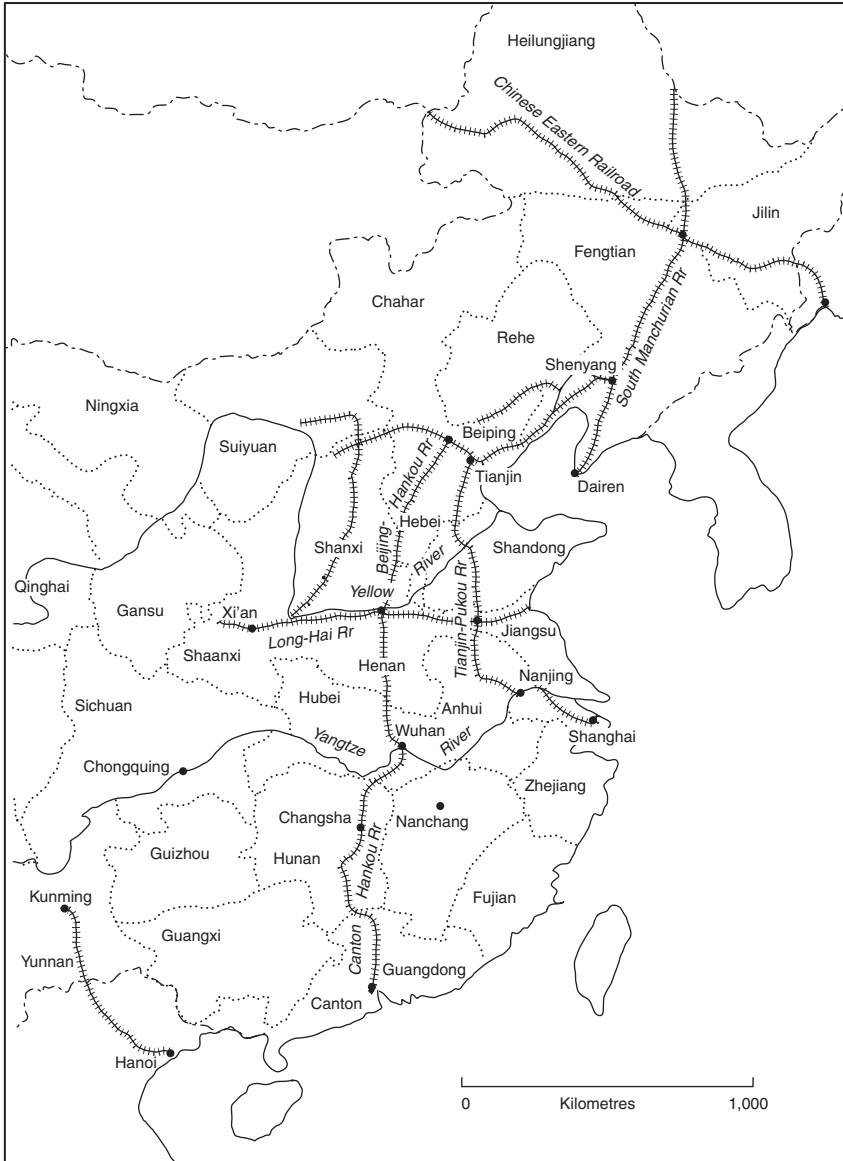 Heilungjiang
Chinese Eastern Railroad
Jilin
Fengtian
Chahar
Rehe
South Manchurian Rr
Shenyang
Ningxia
Suiyuan
Beiping
Tianjin
Dairen
Beijing-
Hankou Rr
Hebei
Shanxi
River
Shandong
Qinghai
Gansu
Yellow
Xi'an
Long-Hai Rr
Tianjin-Pukou Rr
Jiangsu
Shaanxi
Henan
Nanjing
Sichuan
Hubei
Anhui
Yangtze
Wuhan
River
Shanghai
Chongquing
Zhejiang
Changsha
Nanchang
Guizhou
Hunan
Hankou Rr
Kunming
Fujian
Guangxi
Canton
Yunnan
Guangdong
Canton
Hanoi
0
Kilometres
1,000